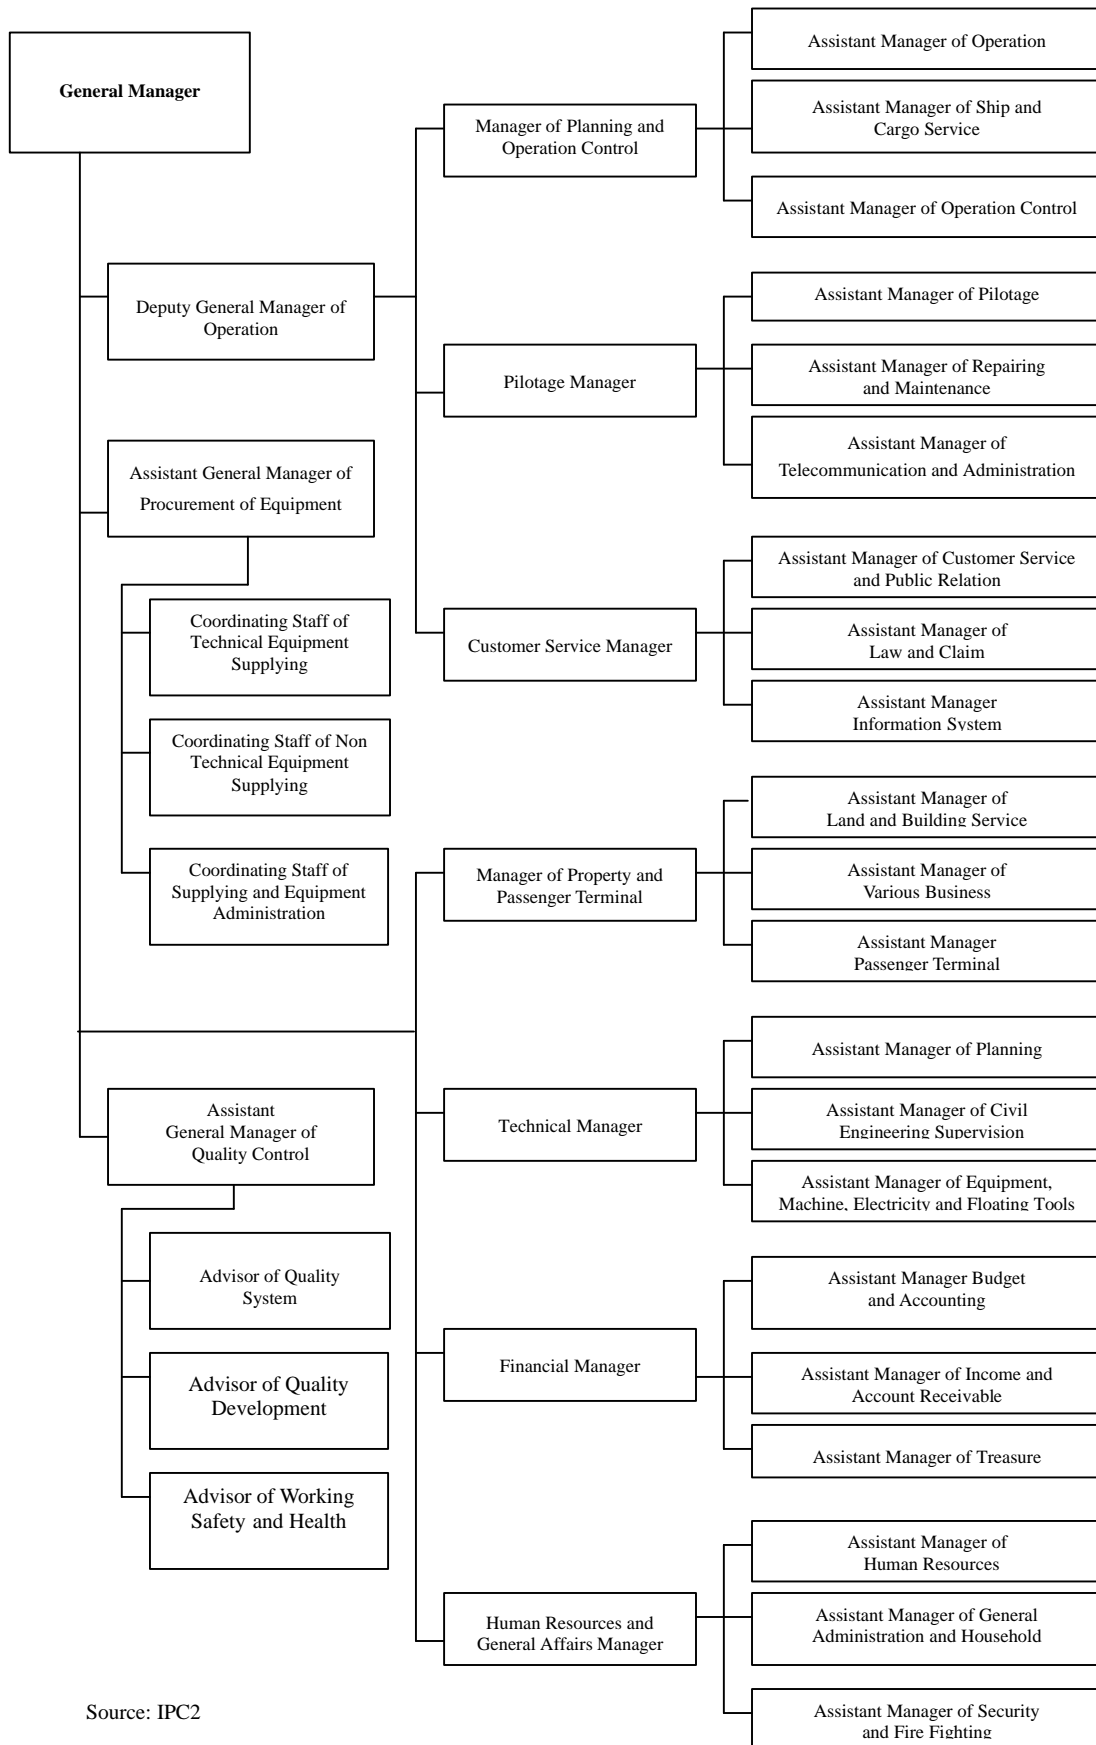 General Manager
Deputy General Manager of
Operation
Assistant General Manager of
Procurement of Equipment
Coordinating Staff of
Technical Equipment
Supplying
Coordinating Staff of Non
Technical Equipment
Supplying
Coordinating Staff of
Supplying and Equipment
Administration
Assistant
General Manager of
Quality Control
Advisor of Quality
System
Advisor of Quality
Development
Advisor of Working
Safety and Health
Manager of Planning and
Operation Control
Assistant Manager of Operation
Assistant Manager of Ship and
Cargo Service
Assistant Manager of Operation Control
Pilotage Manager
Assistant Manager of Pilotage
Assistant Manager of Repairing
and Maintenance
Assistant Manager of
Telecommunication and Administration
Customer Service Manager
Assistant Manager of Customer Service
and Public Relation
Assistant Manager of
Law and Claim
Assistant Manager
Information System
Manager of Property and
Passenger Terminal
Assistant Manager of
Land and Building Service
Assistant Manager of
Various Business
Assistant Manager
Passenger Terminal
Technical Manager
Assistant Manager of Planning
Assistant Manager of Civil
Engineering Supervision
Assistant Manager of Equipment,
Machine, Electricity and Floating Tools
Financial Manager
Assistant Manager Budget
and Accounting
Assistant Manager of Income and
Account Receivable
Assistant Manager of Treasure
Human Resources and
General Affairs Manager
Assistant Manager of
Human Resources
Assistant Manager of General
Administration and Household
Assistant Manager of Security
and Fire Fighting
Source: IPC2